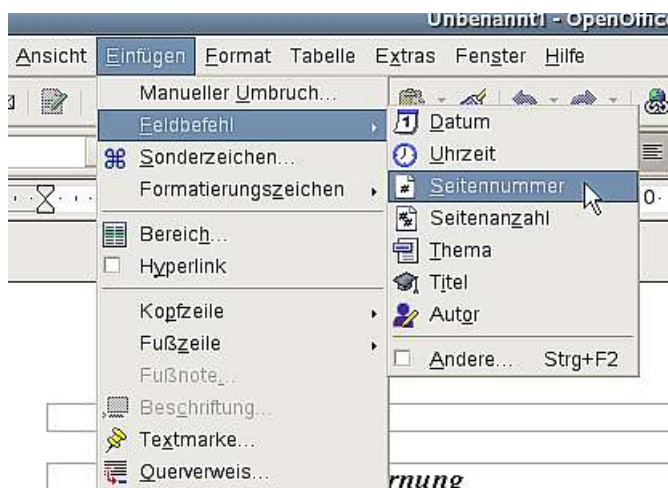 Unbenannt1 - OpenOffic
Ansicht Einfügen Format Tabelle Extras Fenster Hilfe
Manueller Umbruch...
Feldbefehl
Sonderzeichen...
Formatierungszeichen
Bereich...
Hyperlink
Kopfzeile
Fußzeile
Fußnote...
Beschriftung...
Textmarke...
Querverweis...
Datum
Uhrzeit
Seitennummer
Seitenanzahl
Thema
Titel
Autor
Andere... Strg+F2
rnung